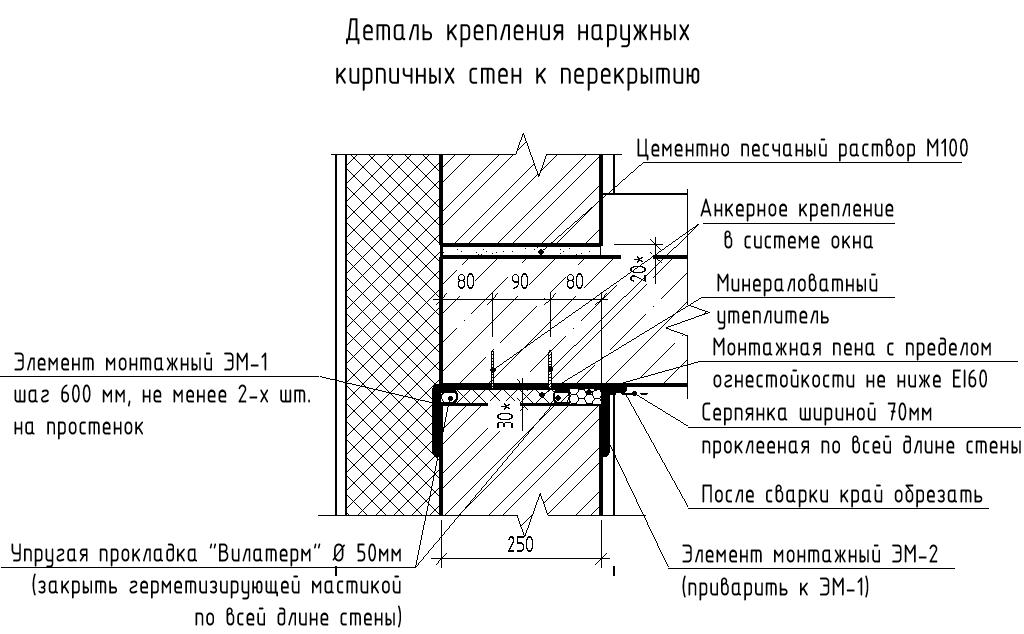 Деталь крепления наружных
кирпичных стен к перекрытию
Цементно песчаный раствор М100
Анкерное крепление
в системе окна
20*
80 90 80
Минераловатный
утеплитель
Монтажная пена с пределом
огнестойкости не ниже EI60
Элемент монтажный ЭМ-1
шаг 600 мм, не менее 2-х шт.
на простенок
30*
Серпянка шириной 70мм
проклееная по всей длине стены
После сварки край обрезать
250
Упругая прокладка "Вилатерм" Ø 50мм
(закрыть герметизирующей мастикой
по всей длине стены)
Элемент монтажный ЭМ-2
(приварить к ЭМ-1)